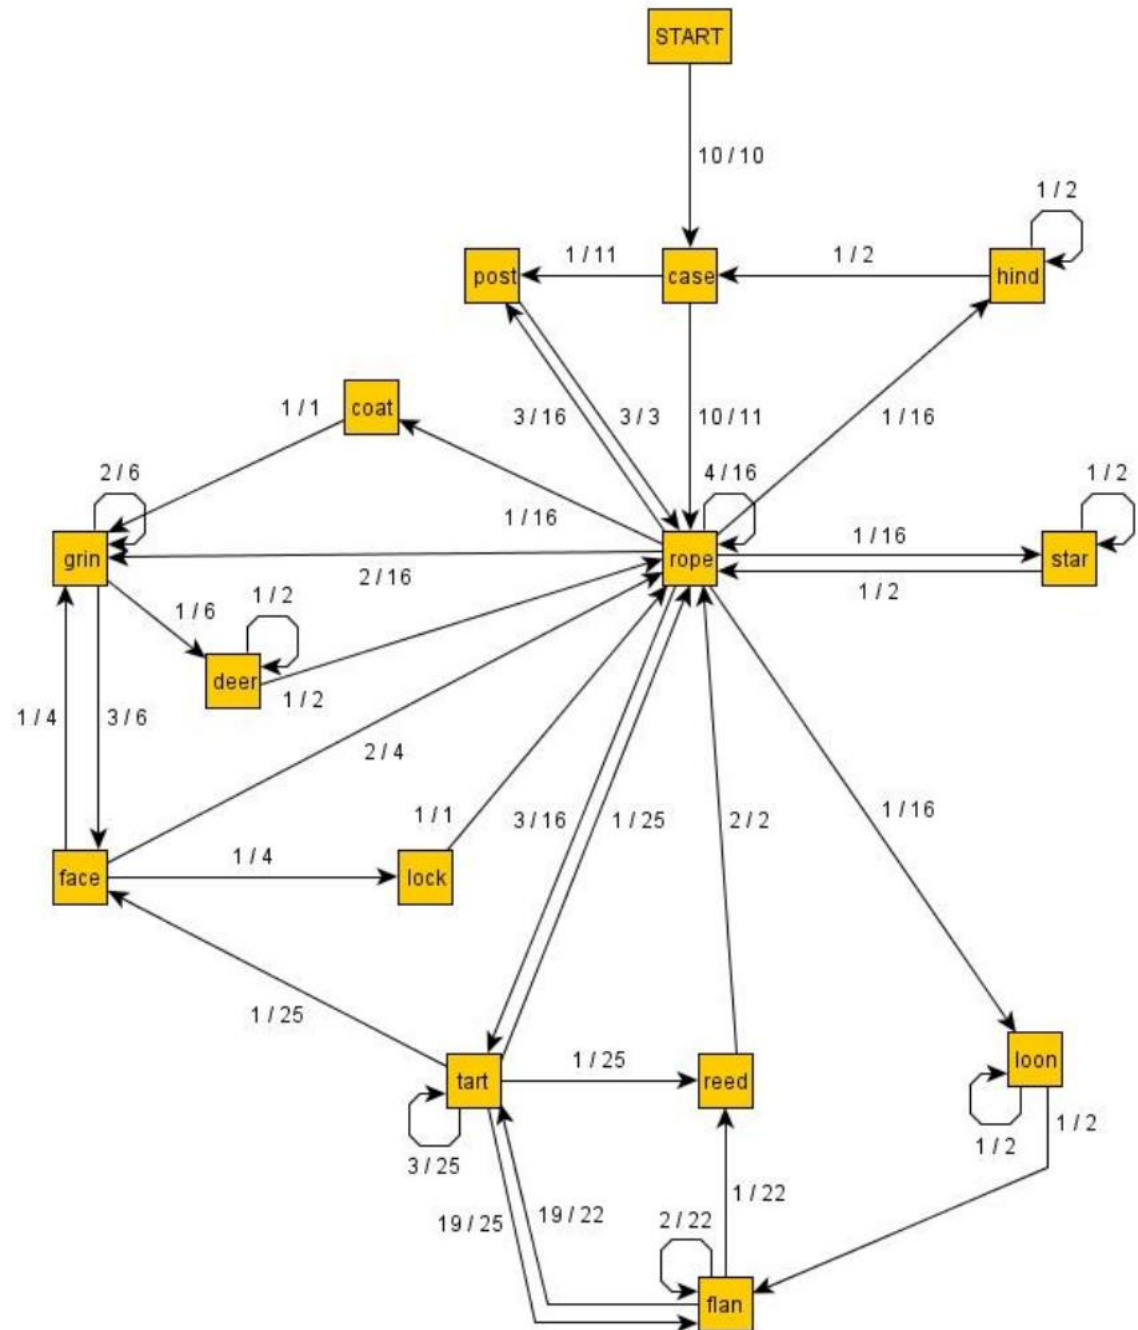 START
10 / 10
1 / 2
post
1 / 11
case
1 / 2
hind
coat
1 / 1
3 / 16
3 / 3
10 / 11
1 / 16
2 / 6
4 / 16
1 / 2
1 / 16
grin
rope
1 / 16
star
2 / 16
1 / 2
1 / 6
1 / 2
deer
1 / 2
1 / 4
3 / 6
2 / 4
1 / 1
3 / 16
1 / 25
2 / 2
1 / 16
face
1 / 4
lock
1 / 25
tart
1 / 25
reed
loon
3 / 25
1 / 2
1 / 2
19 / 25
19 / 22
2 / 22
1 / 22
flan